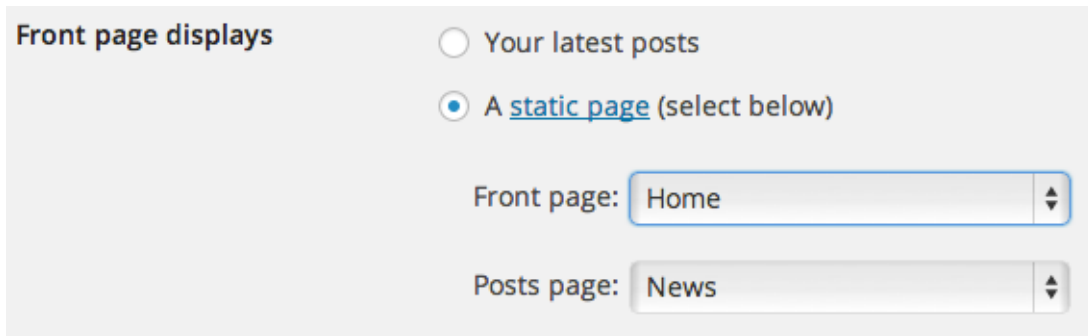 Front page displays
Your latest posts
A static page (select below)
Front page: Home
Posts page: News